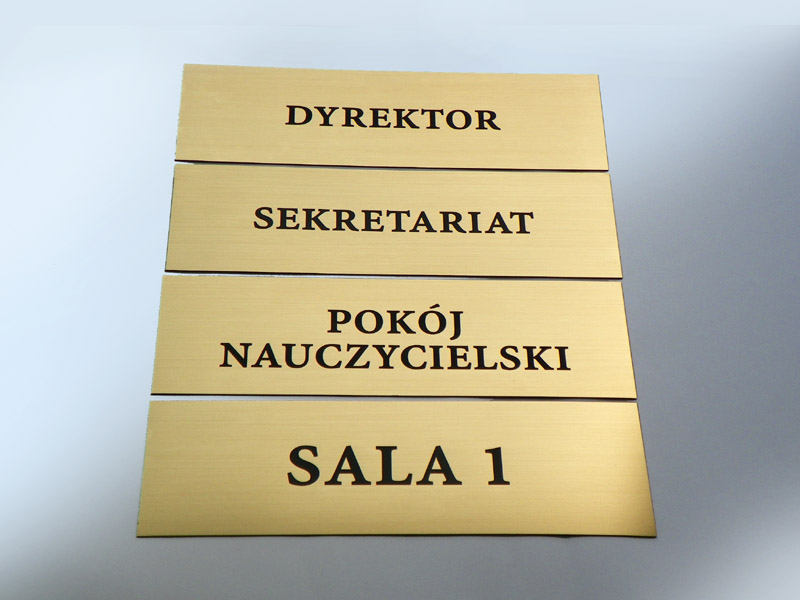 DYREKTOR
SEKRETARIAT
POKÓJ
NAUCZYCIELSKI
SALA 1